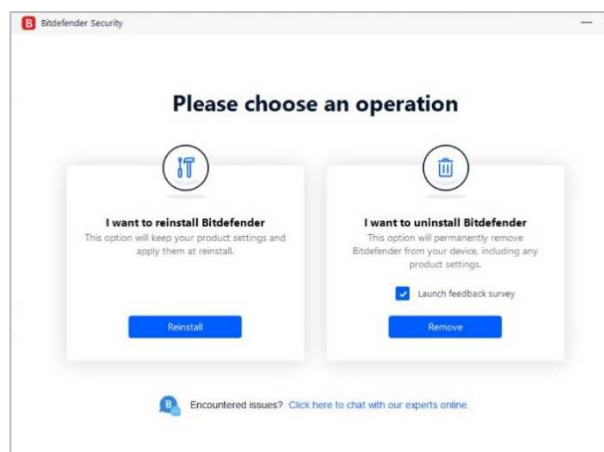 B Bitdefender Security
Please choose an operation
I want to reinstall Bitdefender
This option will keep your product settings and
apply them at reinstall.
Reinstall
I want to uninstall Bitdefender
This option will permanently remove
Bitdefender from your device, including any
product settings.
Launch feedback survey
Remove
B Encountered issues? Click here to chat with our experts online.